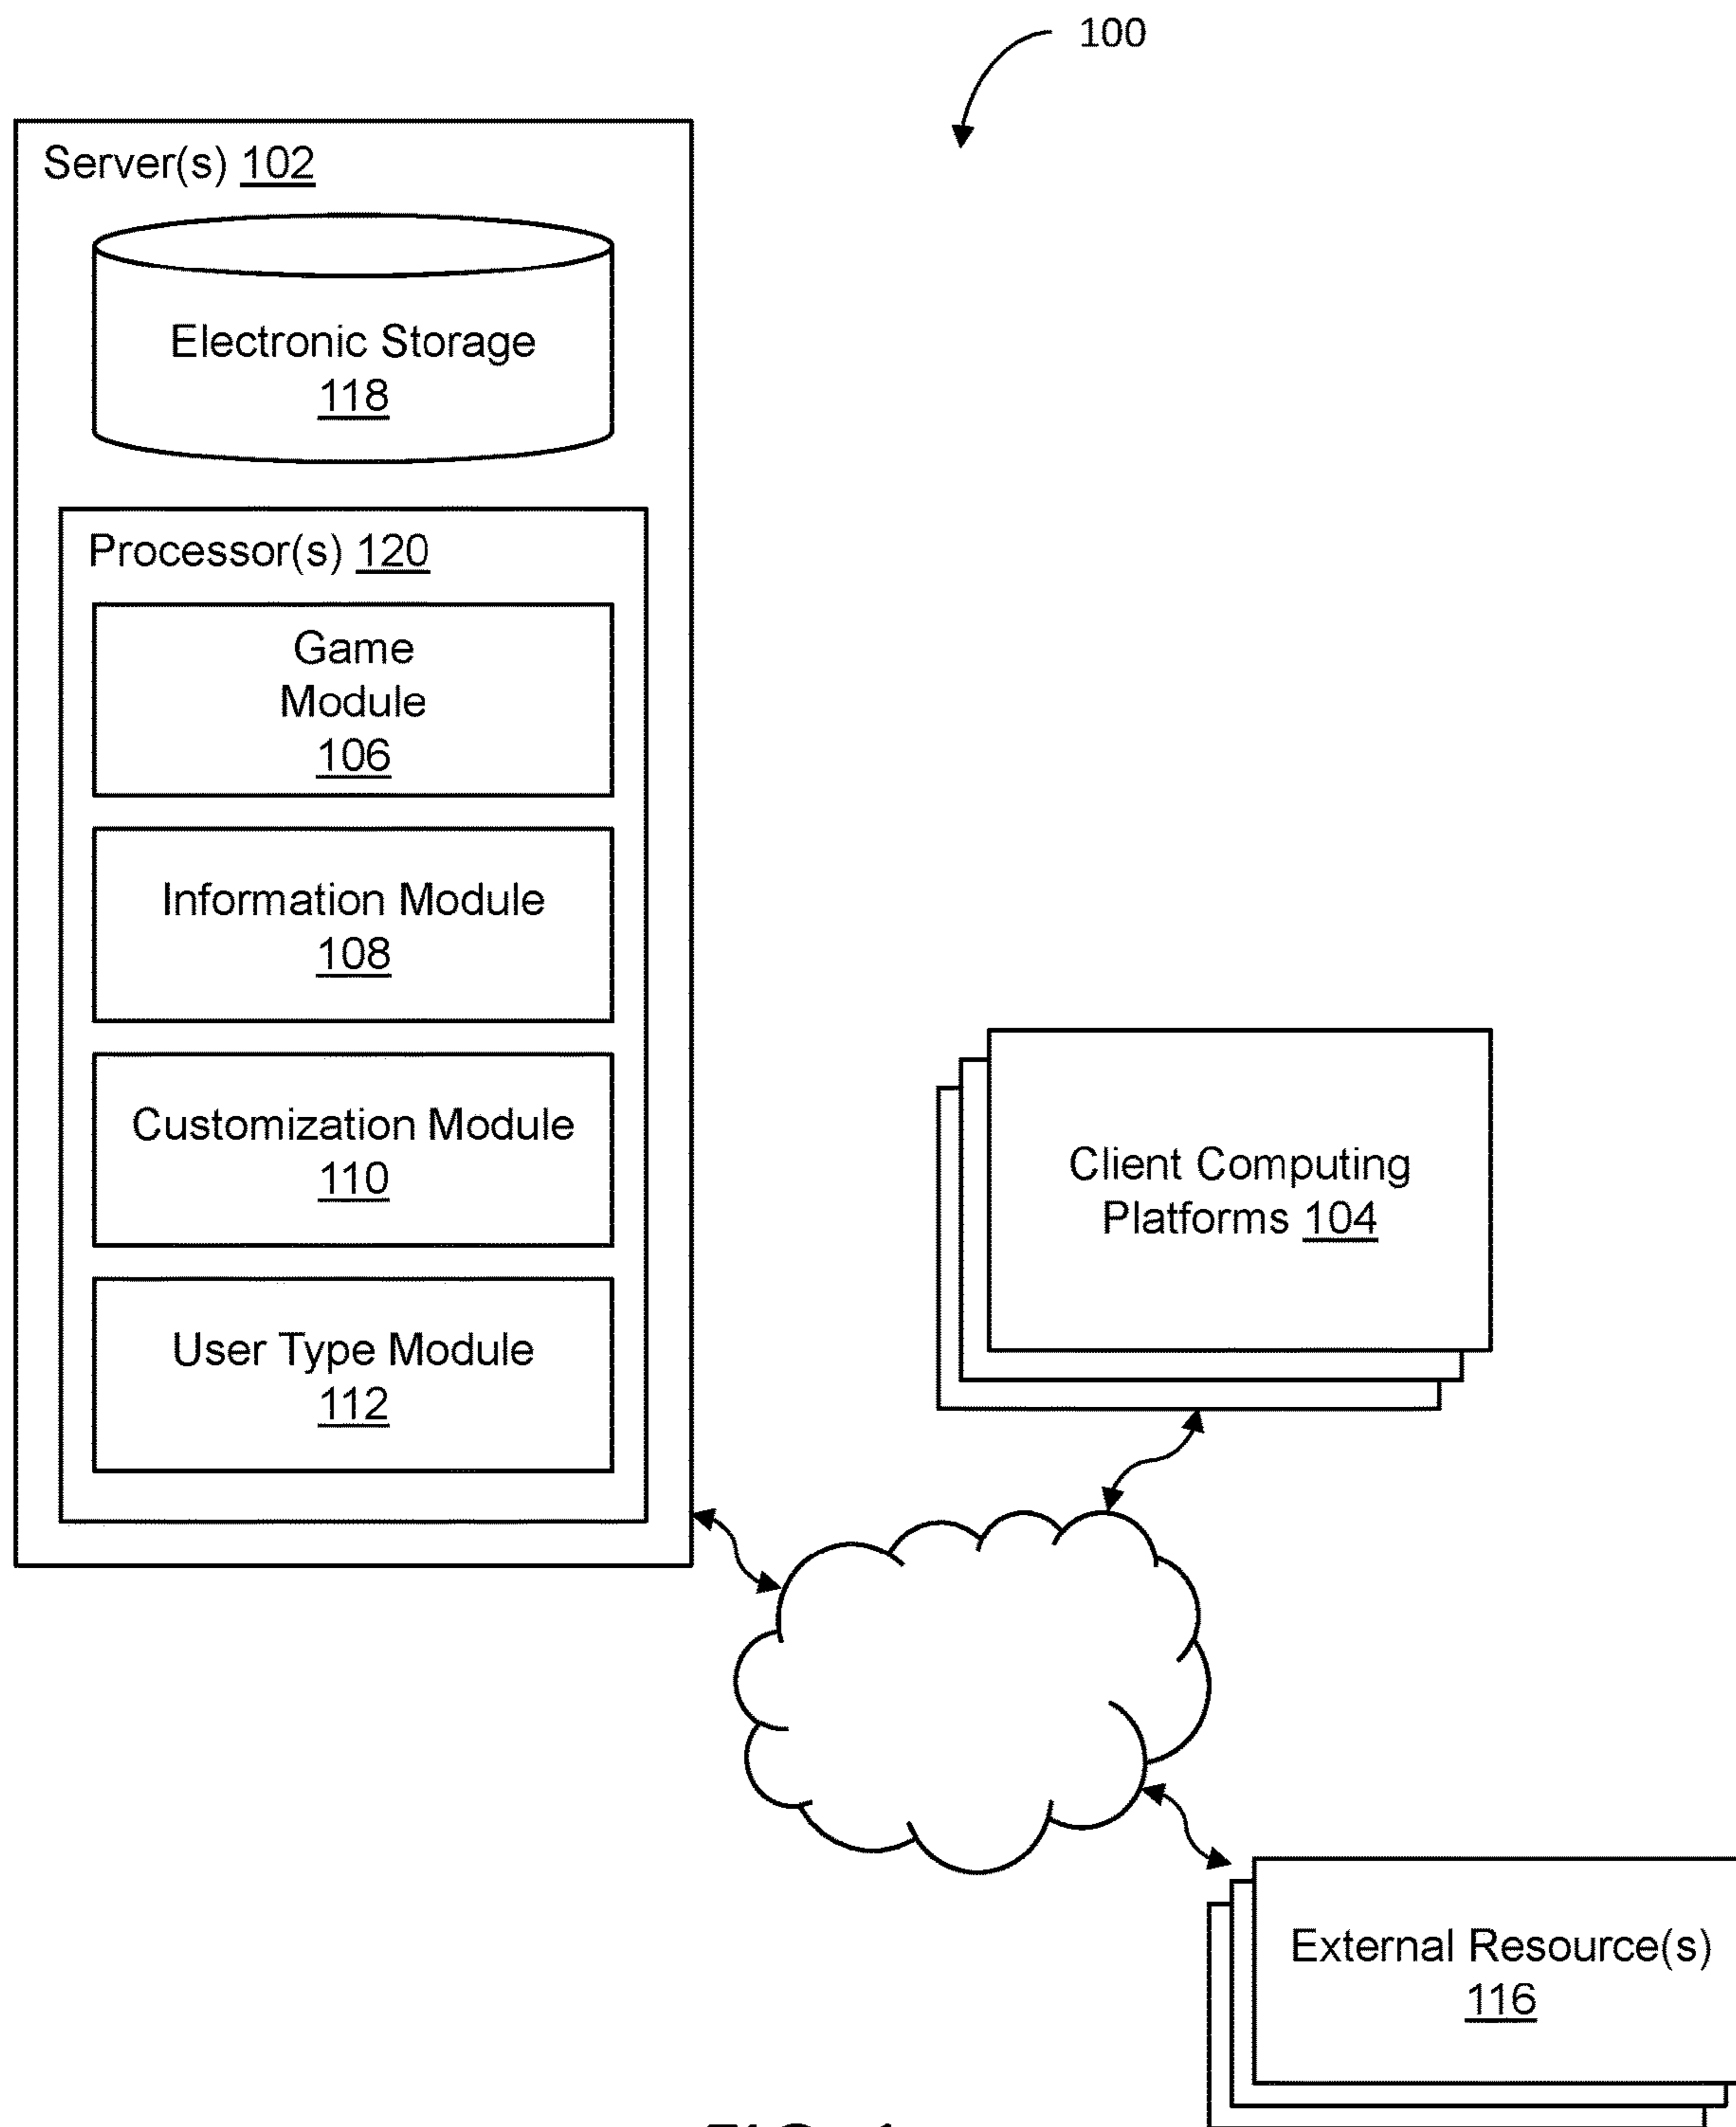 100
Server(s) 102
Electronic Storage
118
Processor(s) 120
Game
Module
106
Information Module
108
Customization Module
110
User Type Module
112
Client Computing
Platforms 104
External Resource(s)
116